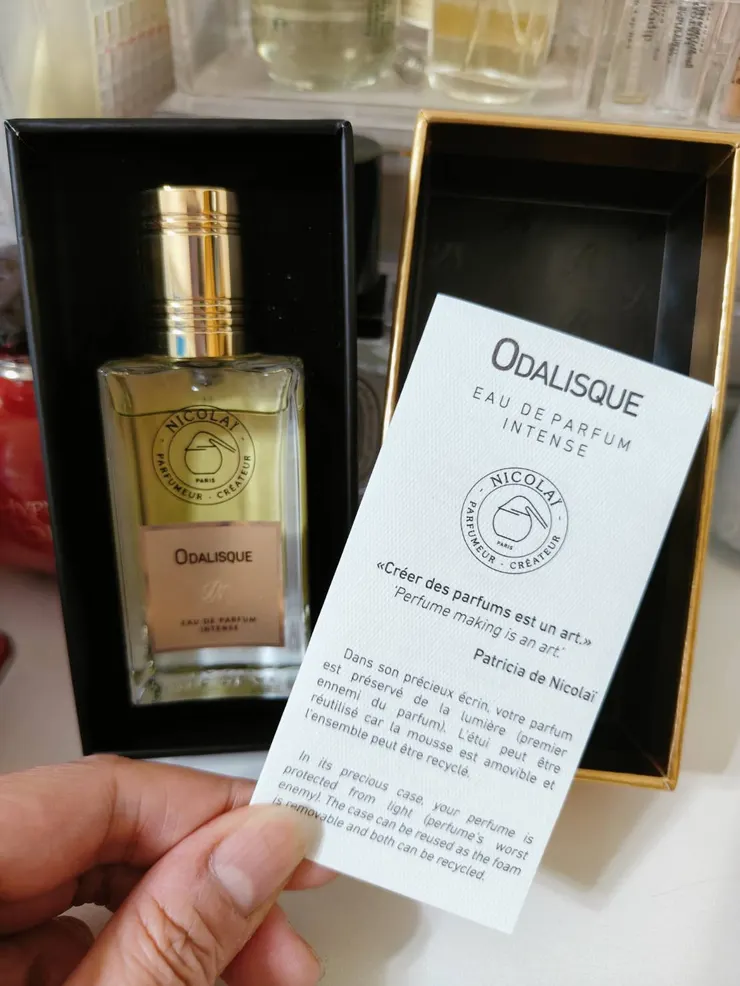 NICOLAÏ
PARIS
PARFUMEUR · CRÉATEUR
ODALISQUE
EAU DE PARFUM
INTENSE
ODALISQUE
EAU DE PARFUM
INTENSE
NICOLAÏ
PARIS
PARFUMEUR · CRÉATEUR
«Créer des parfums est un art.»
'Perfume making is an art.'
Patricia de Nicolaï
Dans son précieux écrin, votre parfum
est préservé de la lumière (premier
ennemi du parfum). L'étui peut être
réutilisé car la mousse est amovible et
l'ensemble peut être recyclé.
In its precious case, your perfume is
protected from light (perfume's worst
enemy). The case can be reused as the foam
is removable and both can be recycled.